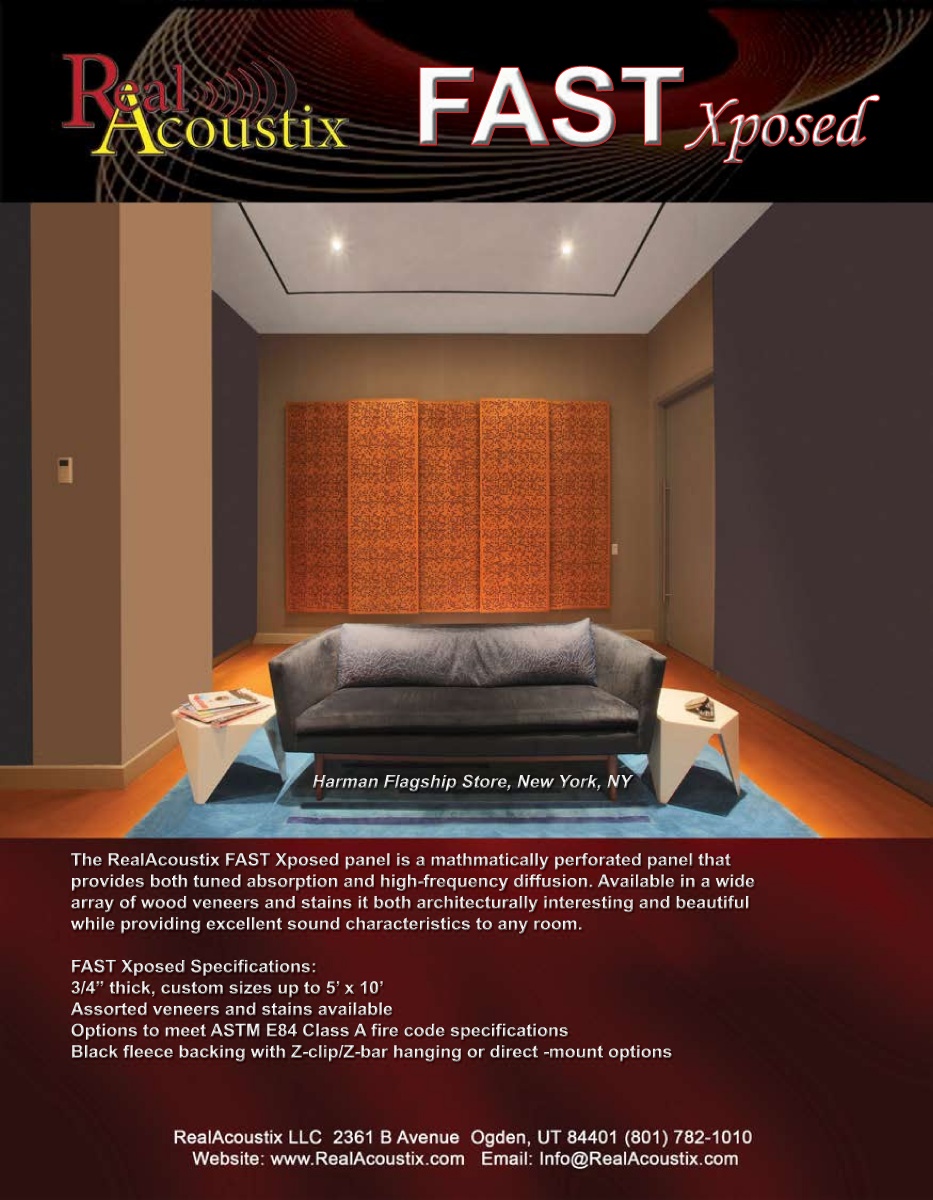 Real
Acoustix
FAST Xposed
Harman Flagship Store, New York, NY
The RealAcoustix FAST Xposed panel is a mathmatically perforated panel that
provides both tuned absorption and high-frequency diffusion. Available in a wide
array of wood veneers and stains it both architecturally interesting and beautiful
while providing excellent sound characteristics to any room.
FAST Xposed Specifications:
3/4” thick, custom sizes up to 5’ x 10’
Assorted veneers and stains available
Options to meet ASTM E84 Class A fire code specifications
Black fleece backing with Z-clip/Z-bar hanging or direct -mount options
RealAcoustix LLC 2361 B Avenue Ogden, UT 84401 (801) 782-1010
Website: www.RealAcoustix.com Email: Info@RealAcoustix.com